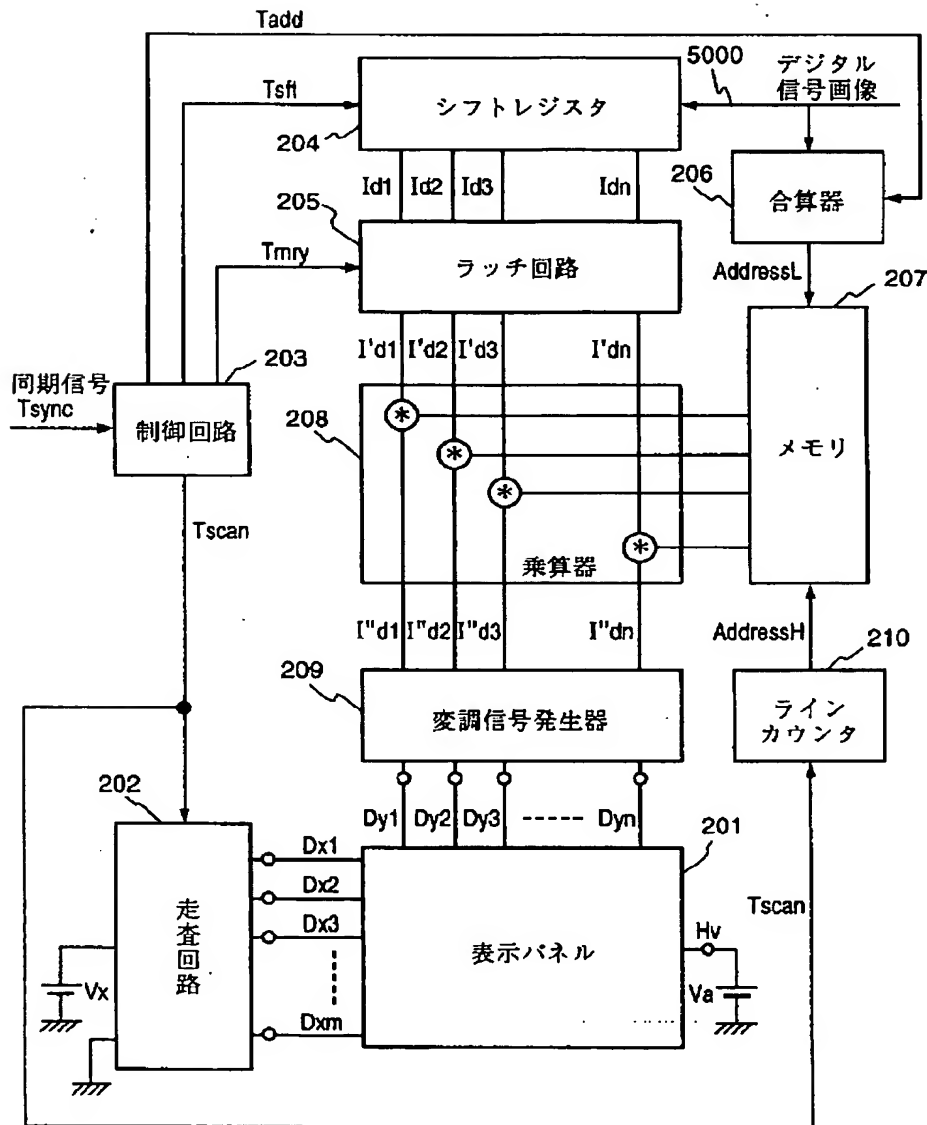 Tadd
5000
デジタル
信号画像
Tsft
シフトレジスタ
204
206
合算器
Id1 Id2 Id3 Idn
205
Tmry
ラッチ回路
AddressL
207
I'd1 I'd2 I'd3 I'dn
同期信号
Tsync
203
制御回路
208
*
*
*
*
メモリ
乗算器
Tscan
I"d1 I"d2 I"d3 I"dn
AddressH
210
209
変調信号発生器
ライン
カウンタ
202
Dy1 Dy2 Dy3 ----- Dyn
201
Dx1
Dx2
Dx3
Dxm
走査回路
表示パネル
Tscan
Hv
Vx
Va